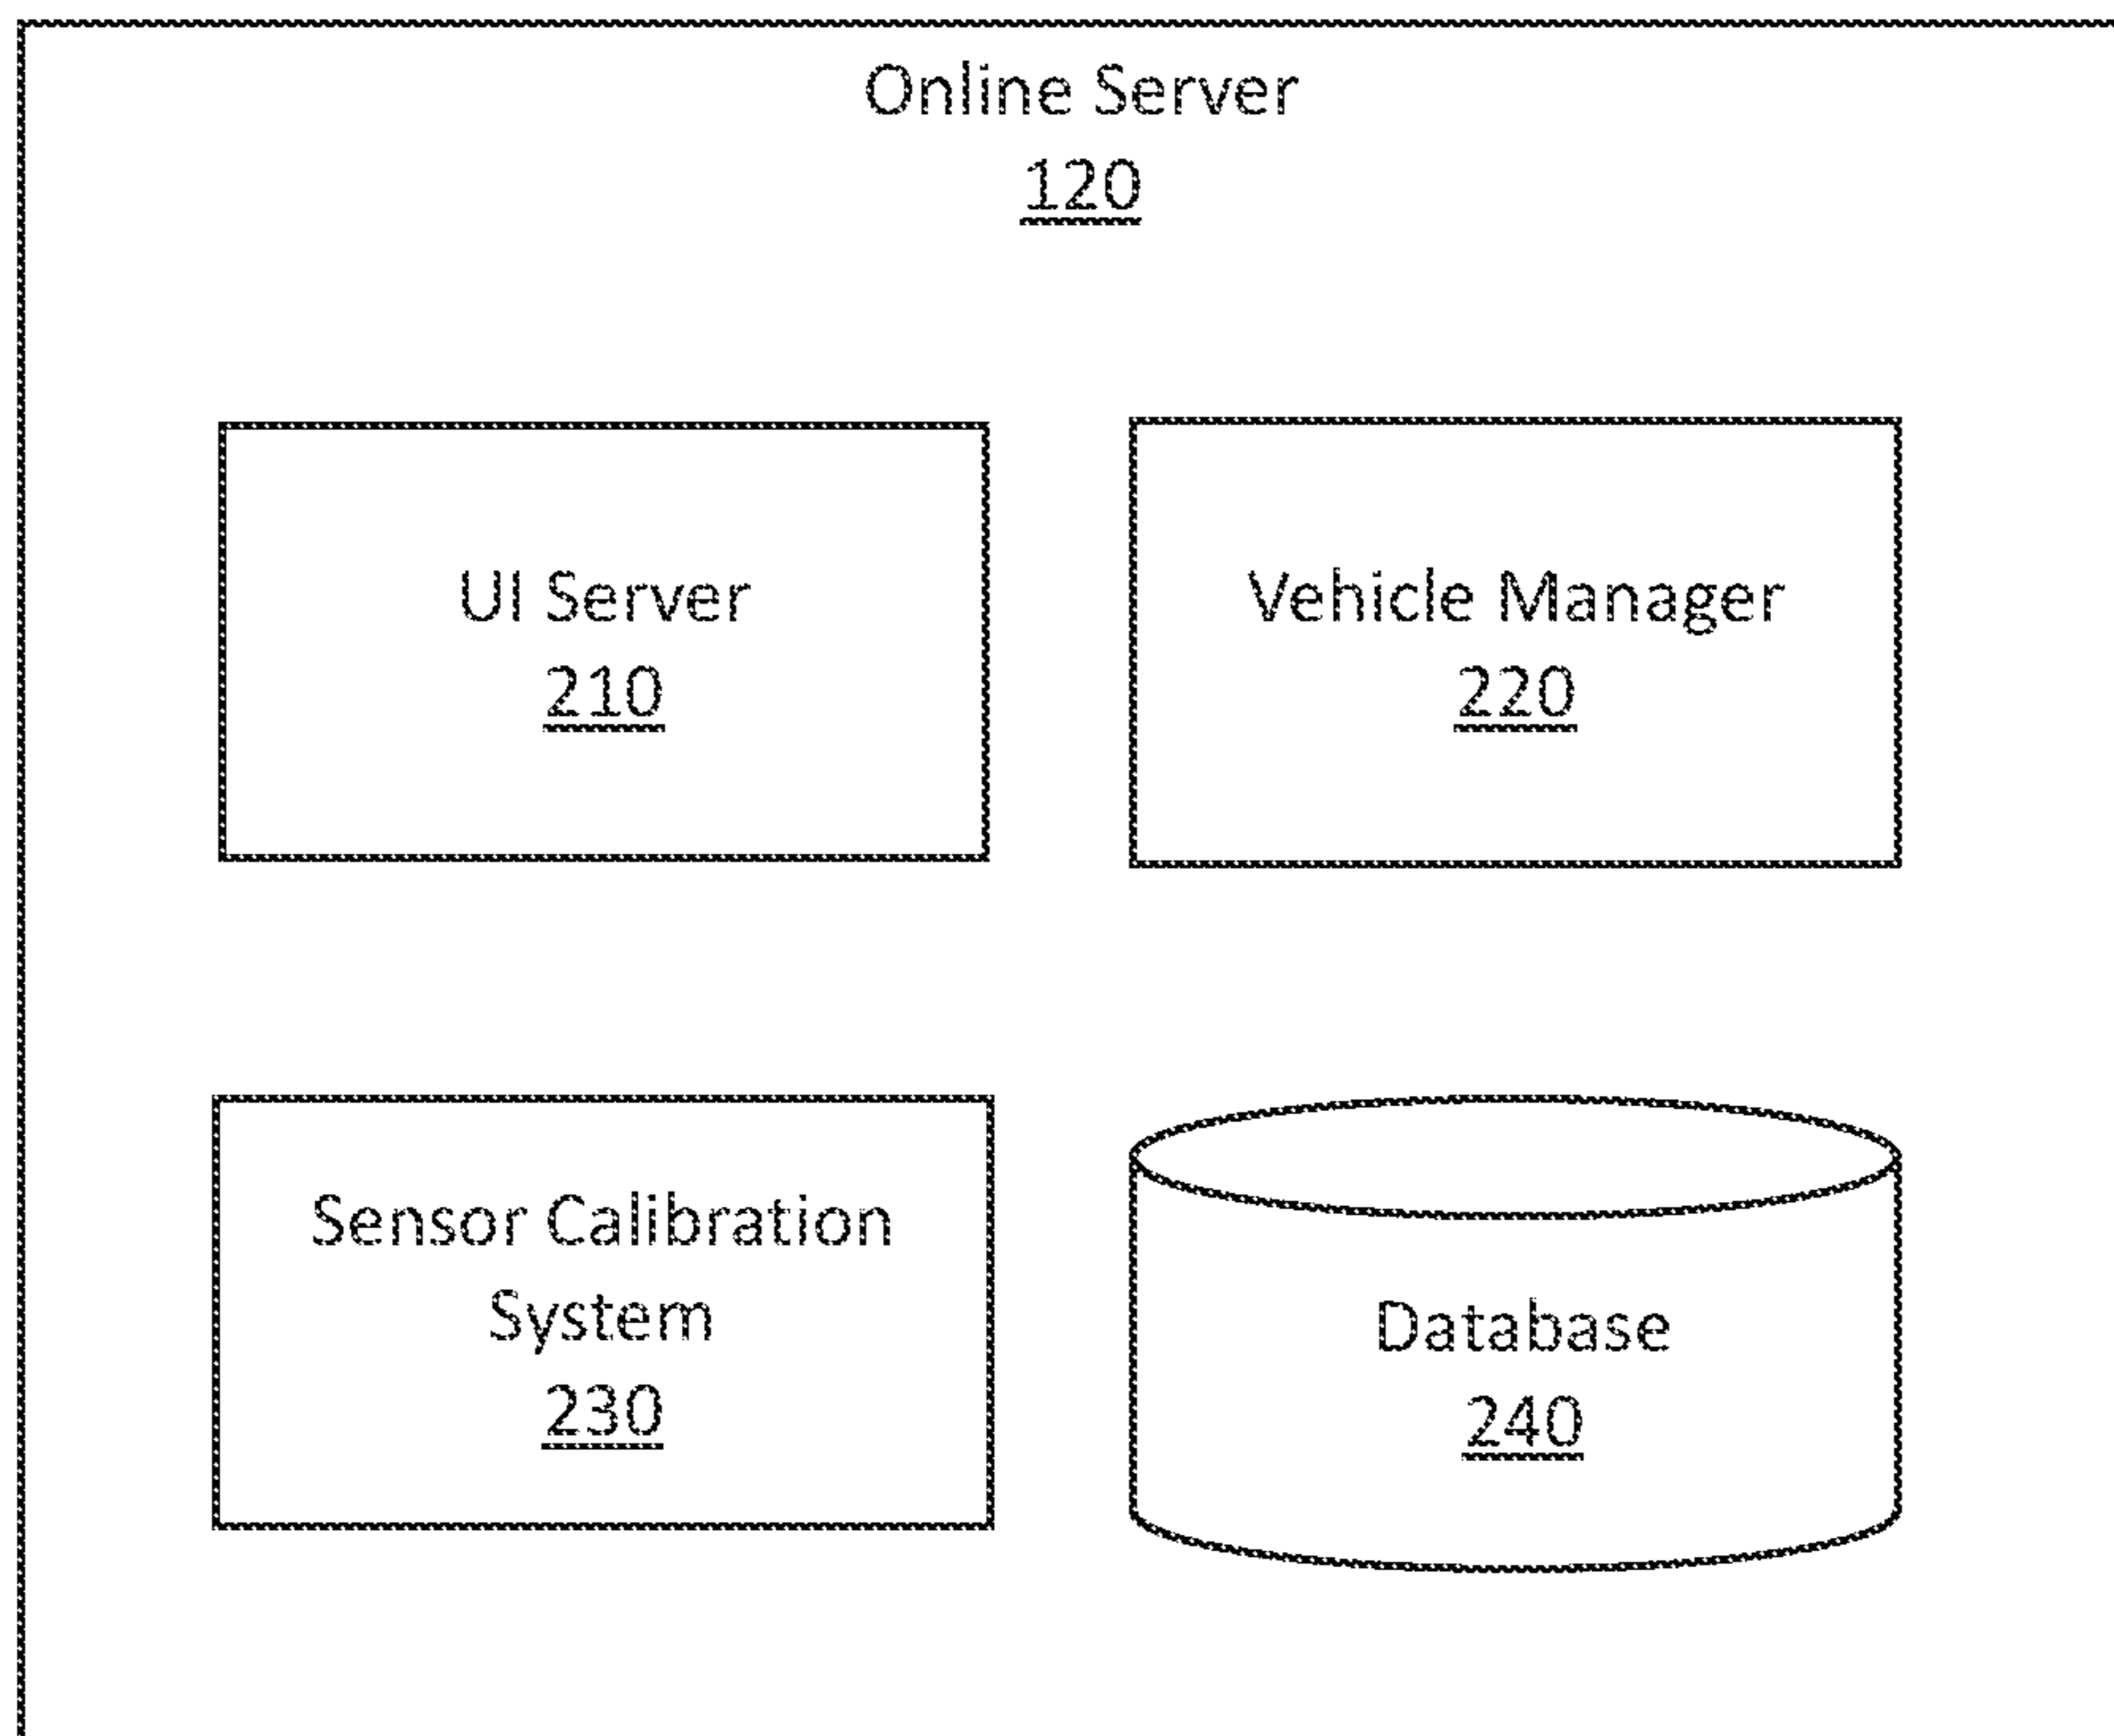 Online Server
120
UI Server
210
Vehicle Manager
220
Sensor Calibration
System
230
Database
240